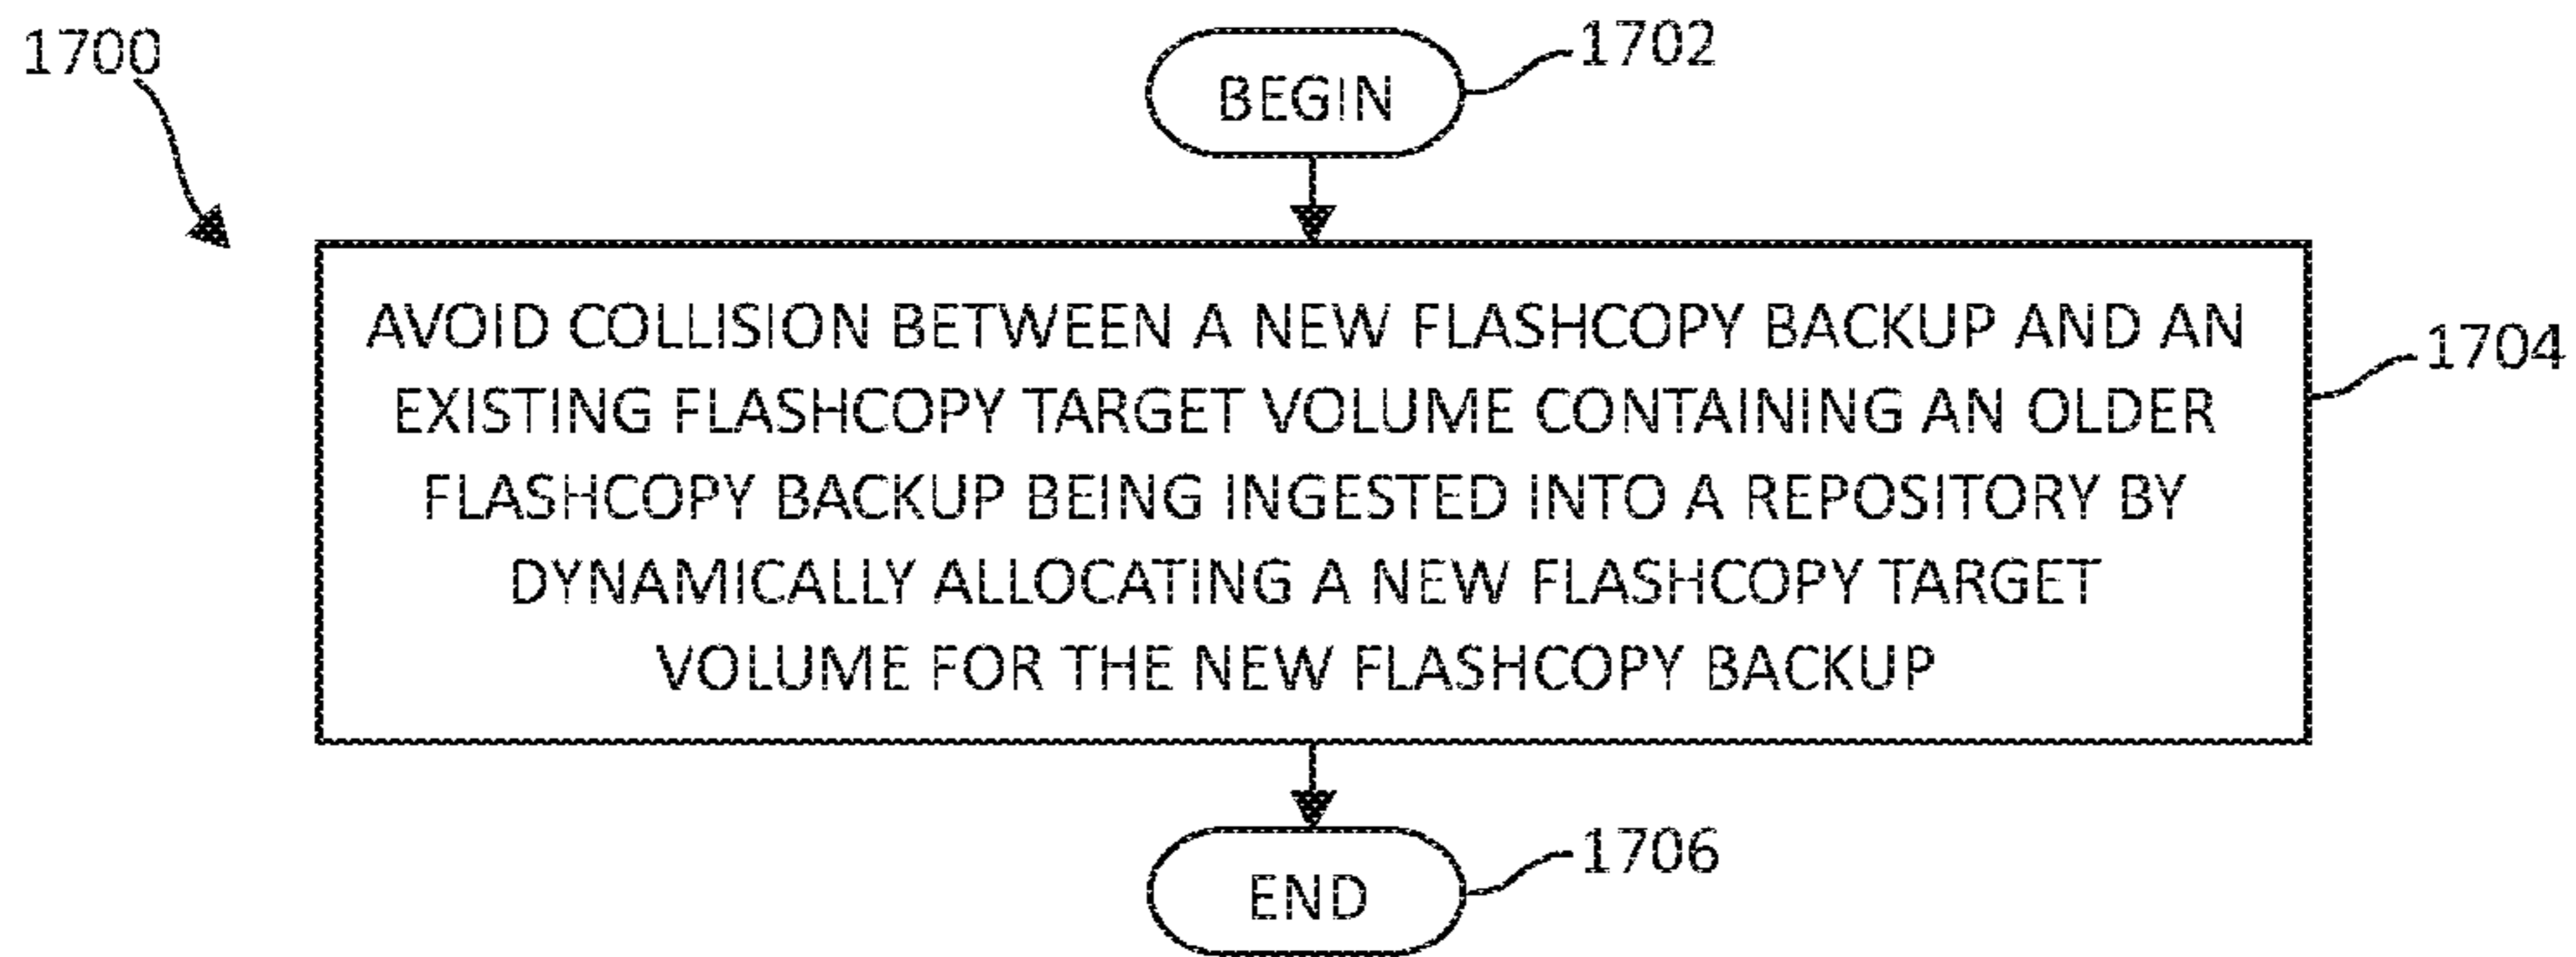 1700
1702
BEGIN
AVOID COLLISION BETWEEN A NEW FLASHCOPY BACKUP AND AN
EXISTING FLASHCOPY TARGET VOLUME CONTAINING AN OLDER
FLASHCOPY BACKUP BEING INGESTED INTO A REPOSITORY BY
DYNAMICALLY ALLOCATING A NEW FLASHCOPY TARGET
VOLUME FOR THE NEW FLASHCOPY BACKUP
1704
1706
END